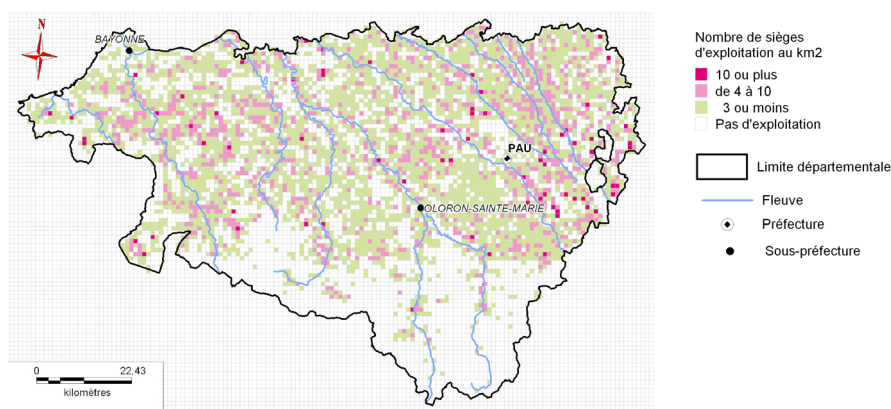 N
BAYONNE
PAU
OLORON-SAINTE-MARIE
0 22,43
kilomètres
Nombre de sièges
d'exploitation au km2
10 ou plus
de 4 à 10
3 ou moins
Pas d'exploitation
Limite départementale
Fleuve
Préfecture
Sous-préfecture